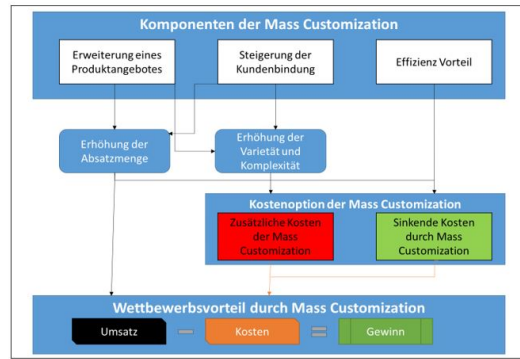 Komponenten der Mass Customization
Erweiterung eines
Produktangebotes
Steigerung der
Kundenbindung
Effizienz Vorteil
Erhöhung der
Absatzmenge
Erhöhung der
Varietät und
Komplexität
Kostenoption der Mass Customization
Zusätzliche Kosten
der Mass
Customization
Sinkende Kosten
durch Mass
Customization
Wettbewerbsvorteil durch Mass Customization
Umsatz
Kosten
Gewinn